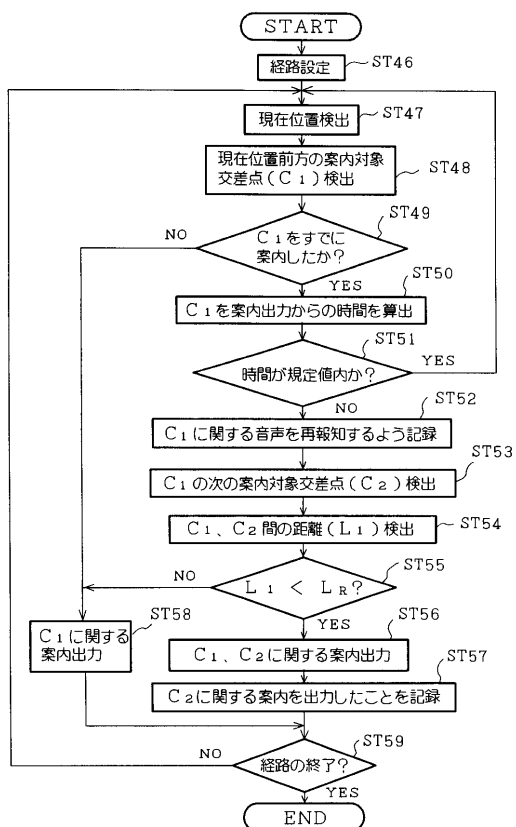 START
経路設定 ST46
現在位置検出 ST47
現在位置前方の案内対象
交差点(C1)検出 ST48
ST49
NO
C1をすでに
案内したか?
YES
ST50
C1を案内出力からの時間を算出
ST51
時間が規定値内か?
YES
NO
ST52
C1に関する音声を再報知するよう記録
ST53
C1の次の案内対象交差点(C2)検出
ST54
C1、C2間の距離(L1)検出
ST55
NO
L1 < LR?
YES
ST58
C1に関する
案内出力
ST56
C1、C2に関する案内出力
ST57
C2に関する案内を出力したことを記録
ST59
NO
経路の終了?
YES
END